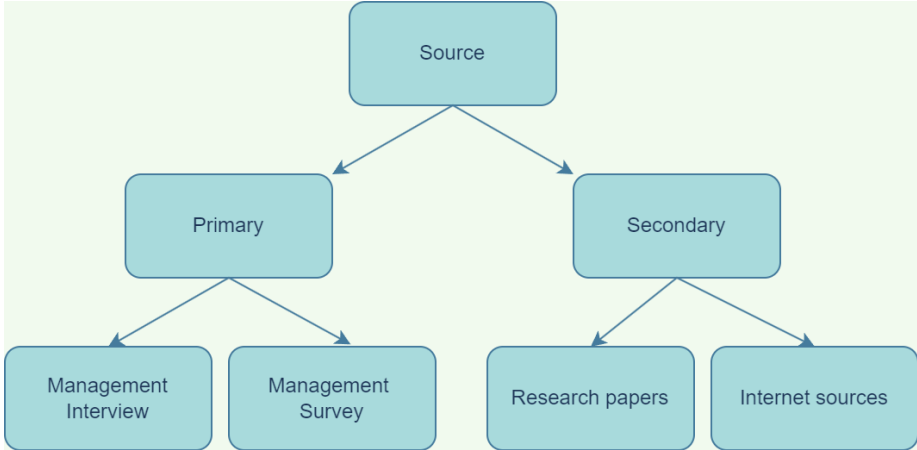 Source
Primary
Secondary
Management
Interview
Management
Survey
Research papers
Internet sources